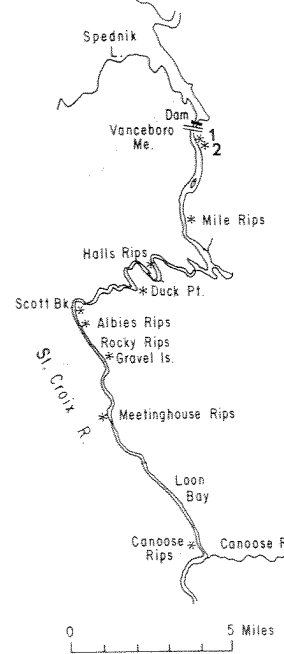 Spednik
L.
Dam
Vanceboro
Me.
1
2
* Mile Rips
Halls Rips
* Duck Pt.
Scott Bk.
* Albies Rips
Rocky Rips
* Gravel Is.
St. Croix R.
* Meetinghouse Rips
Loon
Bay
Canoose *
Rips
Canoose R
0 5 Miles